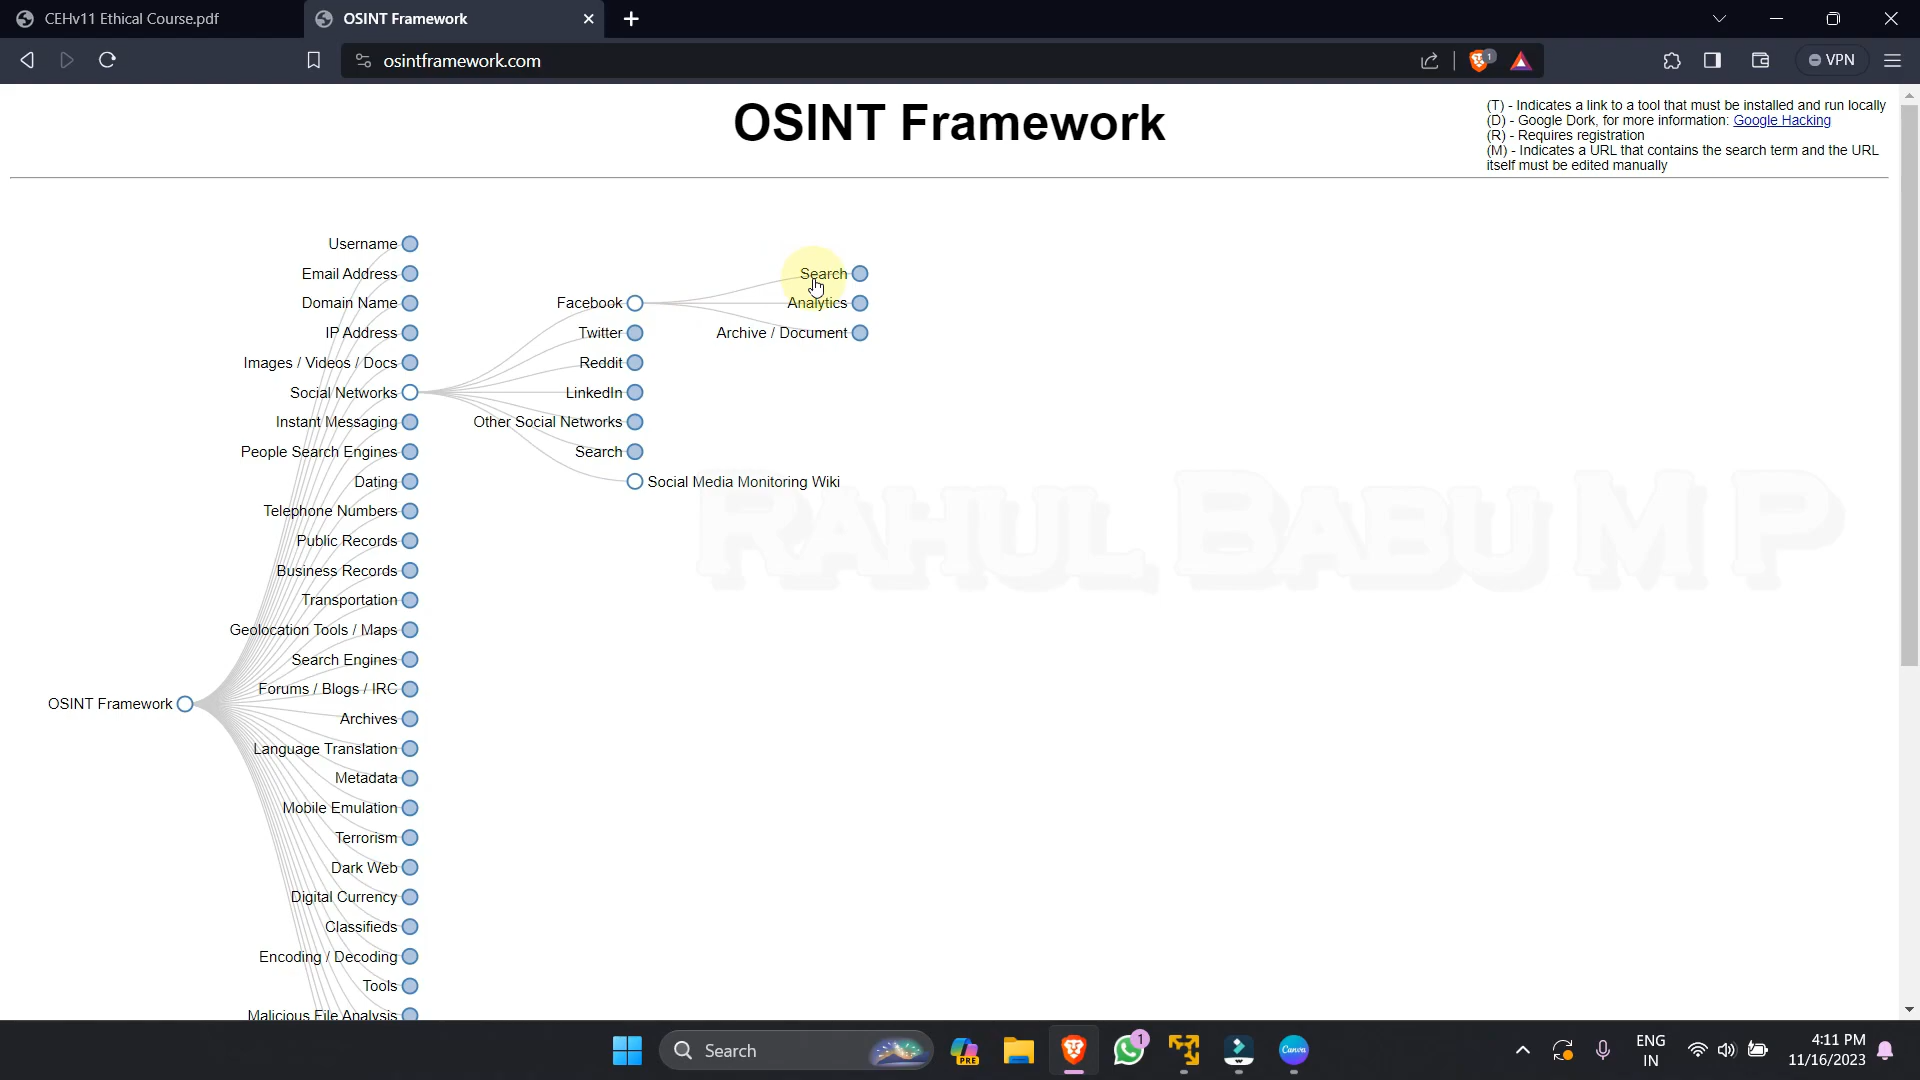 CEHv11 Ethical Course.pdf
OSINT Framework
osintframework.com
1
VPN
OSINT Framework
(T) - Indicates a link to a tool that must be installed and run locally
(D) - Google Dork, for more information: Google Hacking
(R) - Requires registration
(M) - Indicates a URL that contains the search term and the URL
itself must be edited manually
Username
Email Address
Domain Name
IP Address
Images / Videos / Docs
Social Networks
Instant Messaging
People Search Engines
Dating
Telephone Numbers
Public Records
Business Records
Transportation
Geolocation Tools / Maps
Search Engines
Forums / Blogs / IRC
OSINT Framework
Archives
Language Translation
Metadata
Mobile Emulation
Terrorism
Dark Web
Digital Currency
Classifieds
Encoding / Decoding
Tools
Malicious File Analysis
Facebook
Twitter
Reddit
LinkedIn
Other Social Networks
Search
Social Media Monitoring Wiki
Search
Analytics
Archive / Document
RAHUL BABU M P
Search
PRE
1
Canva
ENG
IN
4:11 PM
11/16/2023